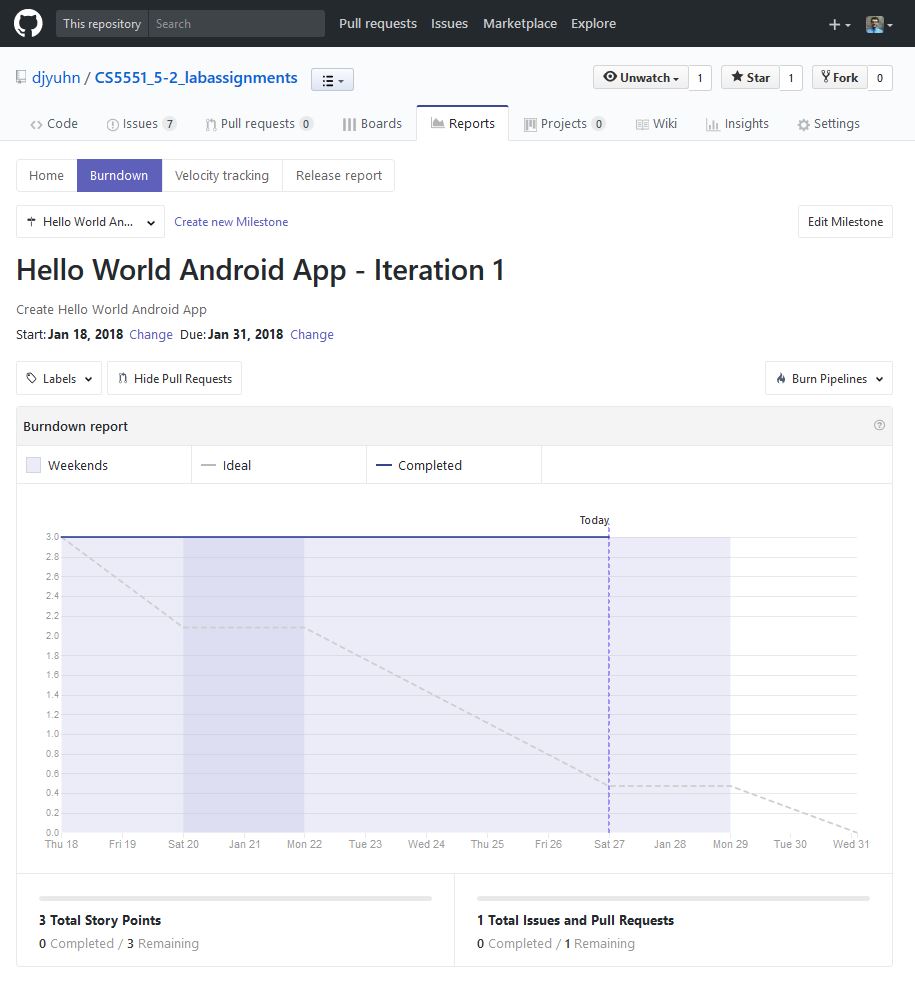 This repository Search Pull requests Issues Marketplace Explore
djyuhn / CS5551_5-2_labassignments Unwatch 1 Star 1 Fork 0
Code Issues 7 Pull requests 0 Boards Reports Projects 0 Wiki Insights Settings
Home Burndown Velocity tracking Release report
Hello World An... Create new Milestone Edit Milestone
Hello World Android App - Iteration 1
Create Hello World Android App
Start: Jan 18, 2018 Change Due: Jan 31, 2018 Change
Labels Hide Pull Requests Burn Pipelines
Burndown report
Weekends Ideal Completed
Today
3.0
2.8
2.6
2.4
2.2
2.0
1.8
1.6
1.4
1.2
1.0
0.8
0.6
0.4
0.2
0.0
Thu 18 Fri 19 Sat 20 Jan 21 Mon 22 Tue 23 Wed 24 Thu 25 Fri 26 Sat 27 Jan 28 Mon 29 Tue 30 Wed 31
3 Total Story Points 1 Total Issues and Pull Requests
0 Completed / 3 Remaining 0 Completed / 1 Remaining